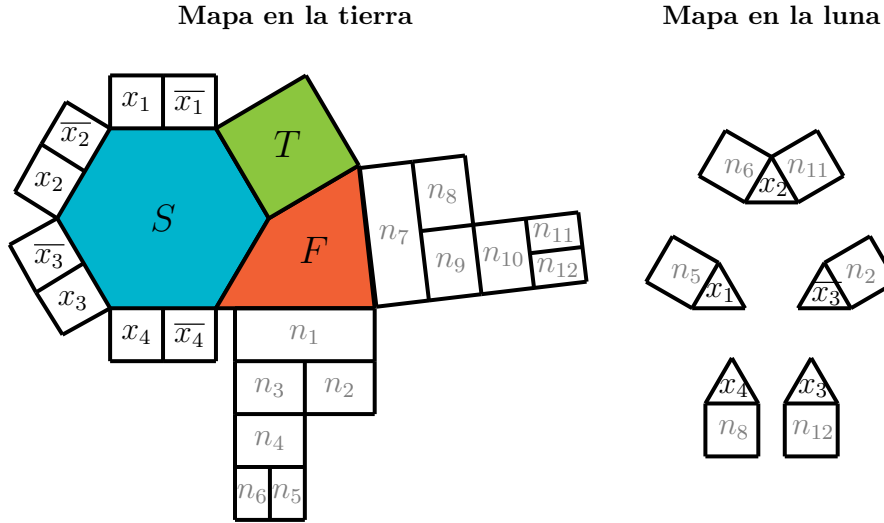 Mapa en la tierra
Mapa en la luna
x₁ x̅₁
x̅₂
x₂
S
T
x̅₃
x₃
x₄ x̅₄
F
n₇
n₈
n₉
n₁₀
n₁₁
n₁₂
n₁
n₃ n₂
n₄
n₆ n₅
n₆ x₂ n₁₁
n₅ x₁
x̅₃ n₂
x₄
n₈
x₃
n₁₂